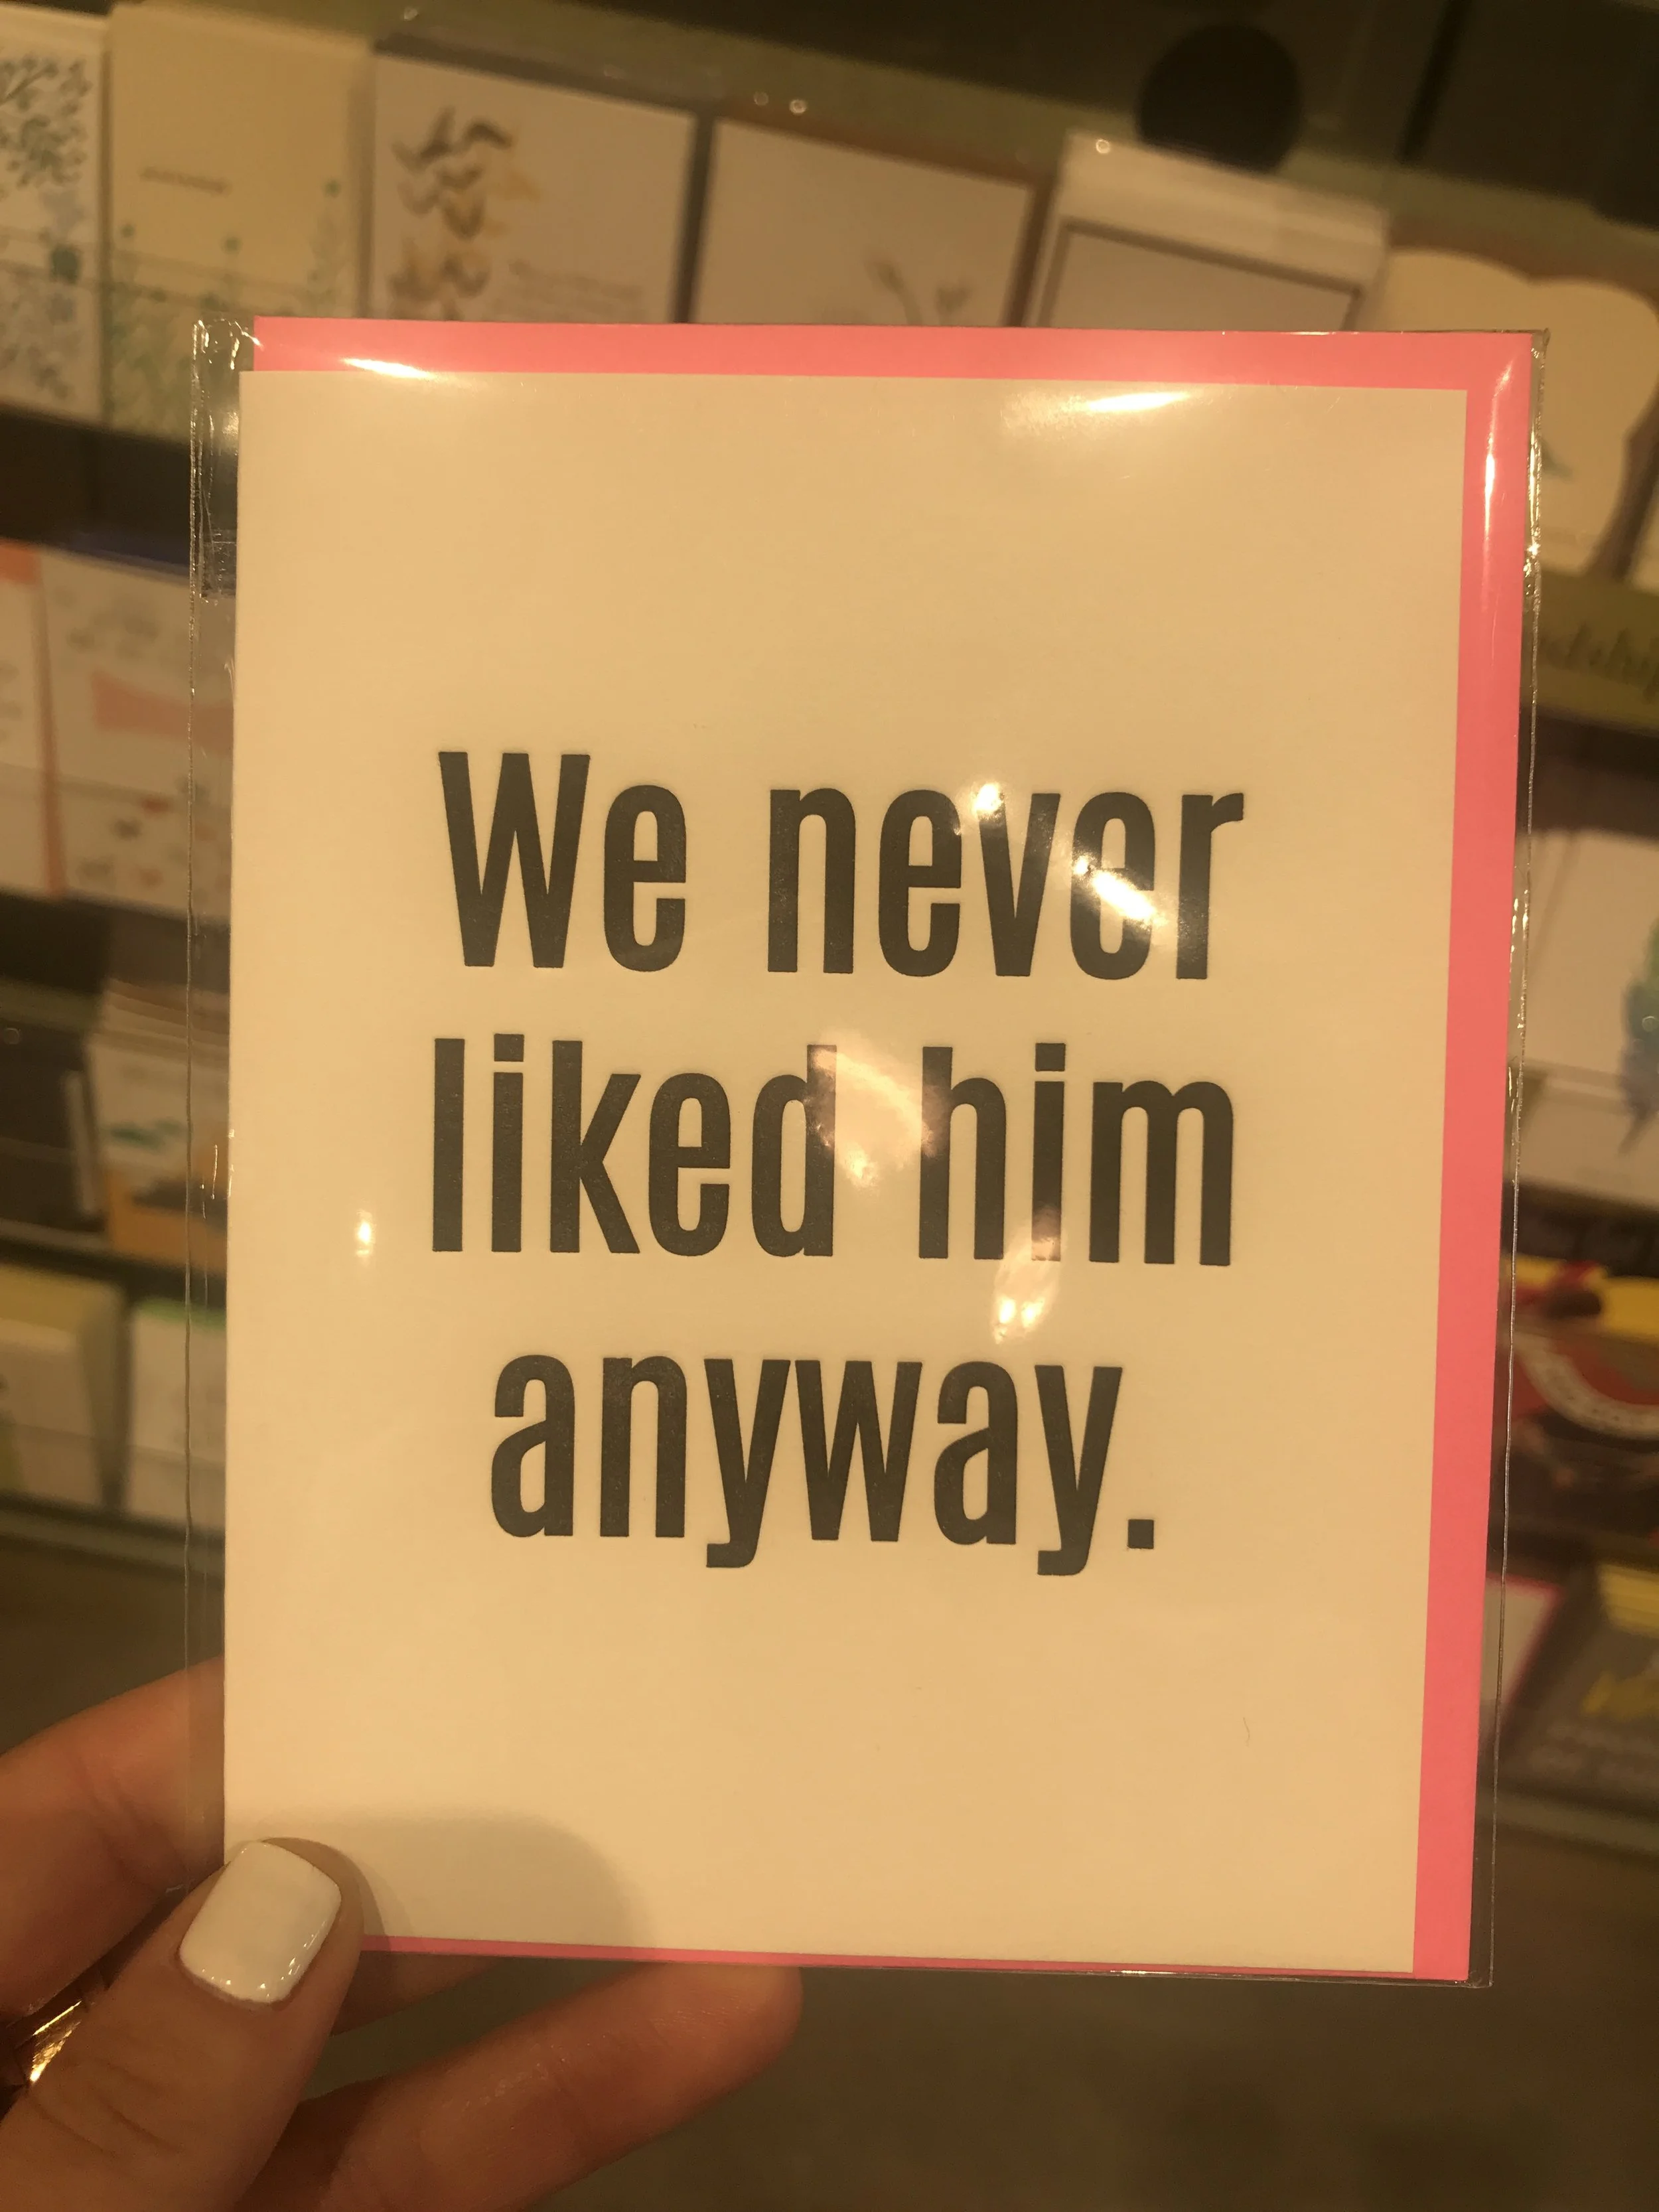 We never
liked him
anyway.